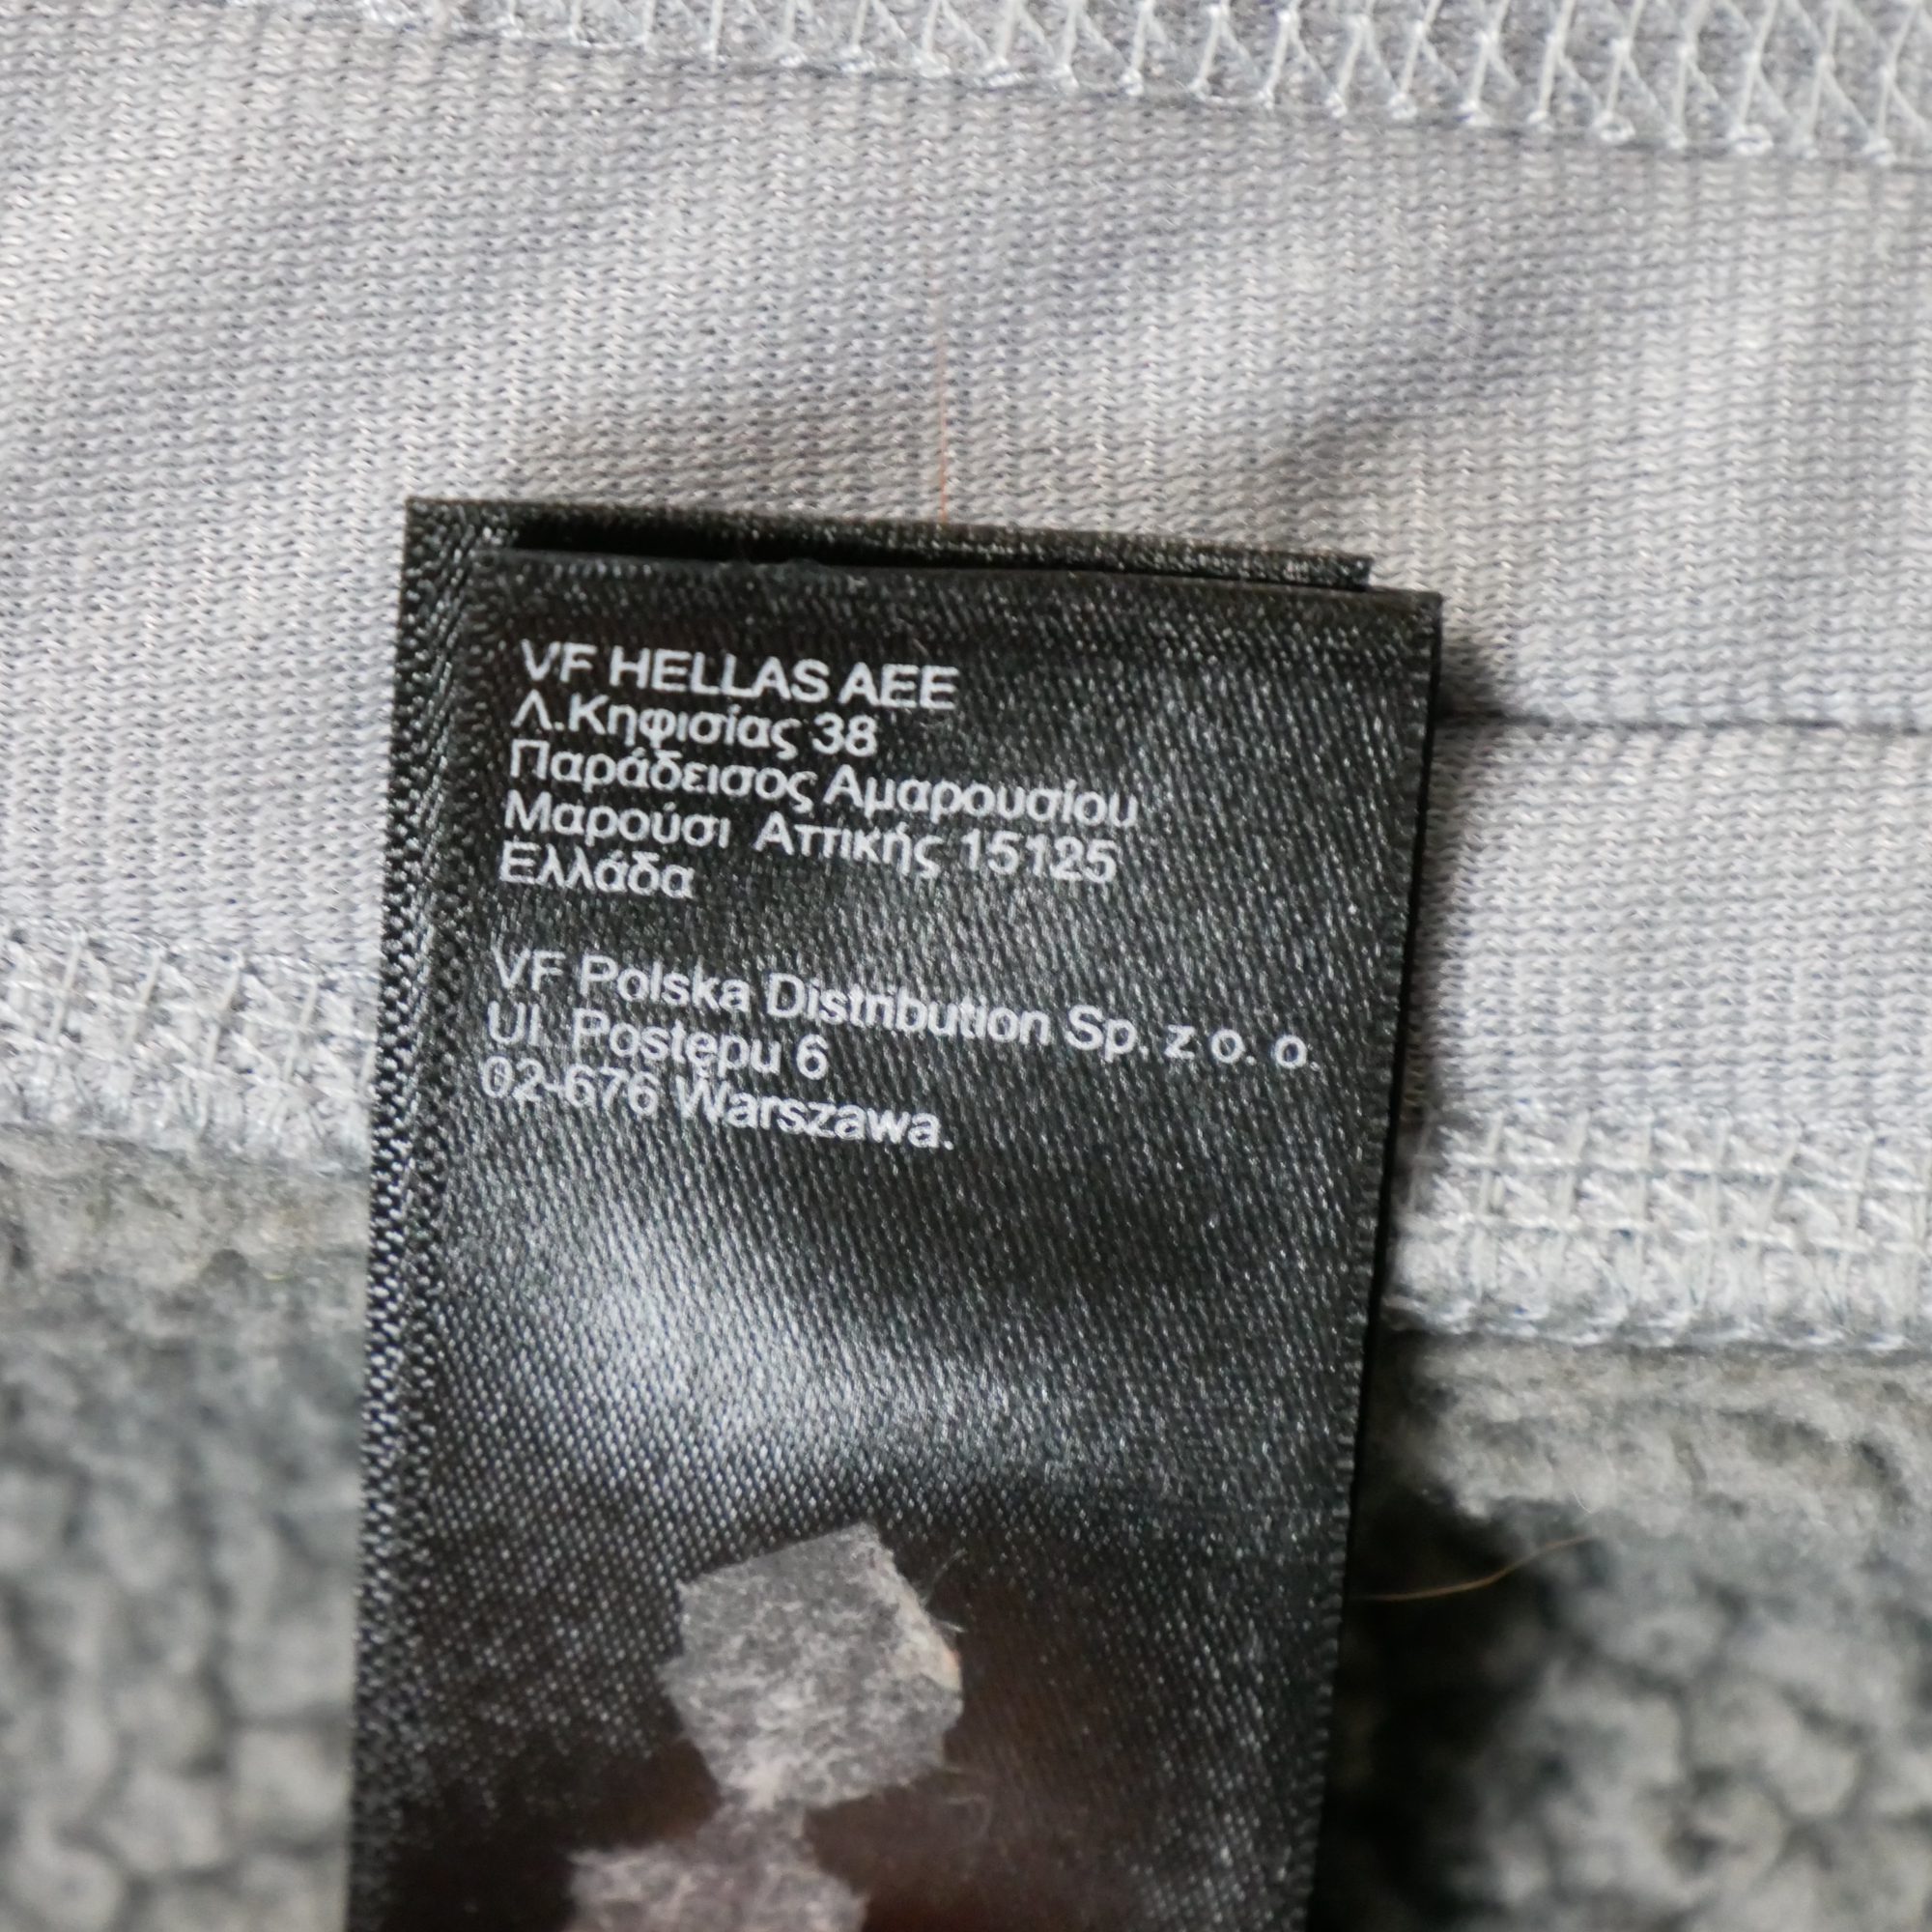 VF HELLAS AEE
Λ.Κηφισίας 38
Παράδεισος Αμαρουσίου
Μαρούσι Αττικής 15125
Ελλάδα
VF Polska Distribution Sp. z o. o.
Ul. Postępu 6
02-676 Warszawa.